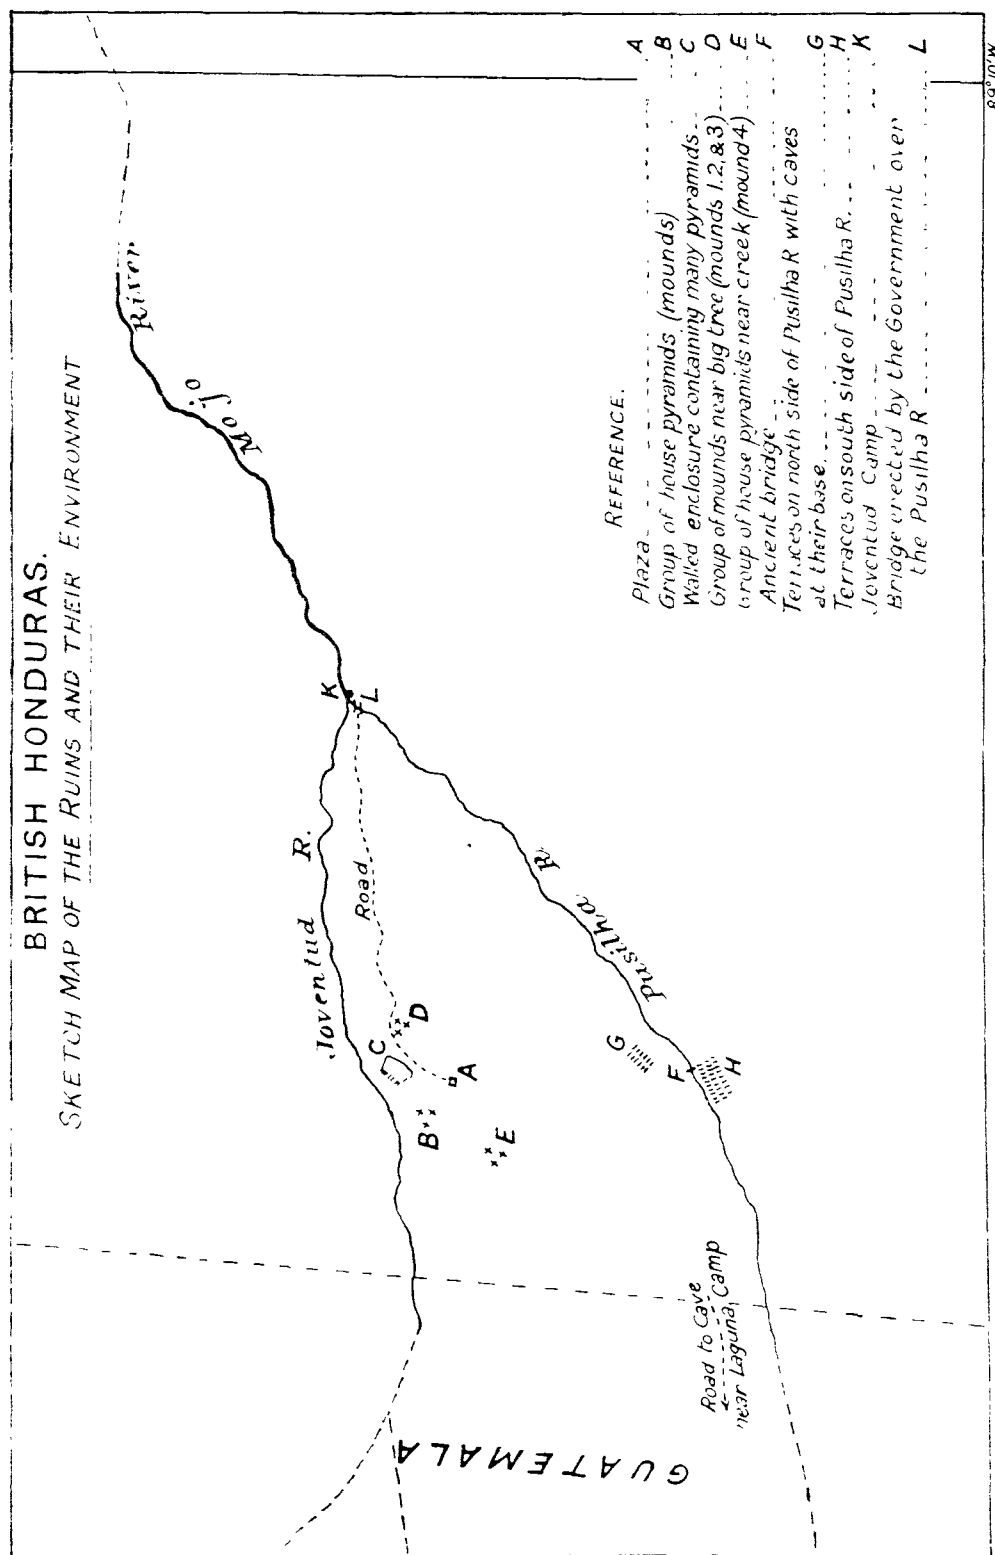 BRITISH HONDURAS.
SKETCH MAP OF THE RUINS AND THEIR ENVIRONMENT
River
Mojo
K
L
Joventud R.
Road
C
D
A
B
E
Pusilha R
G
F
H
Road to Cave
near Laguna Camp
GUATEMALA
REFERENCE.
Plaza A
Group of house pyramids (mounds) B
Walled enclosure containing many pyramids C
Group of mounds near big tree (mounds 1.2,&3) D
Group of house pyramids near creek (mound 4) E
Ancient bridge F
Terraces on north side of Pusilha R with caves
at their base G
Terraces on south side of Pusilha R. H
Joventud Camp K
Bridge erected by the Government over
the Pusilha R L
89°10'W